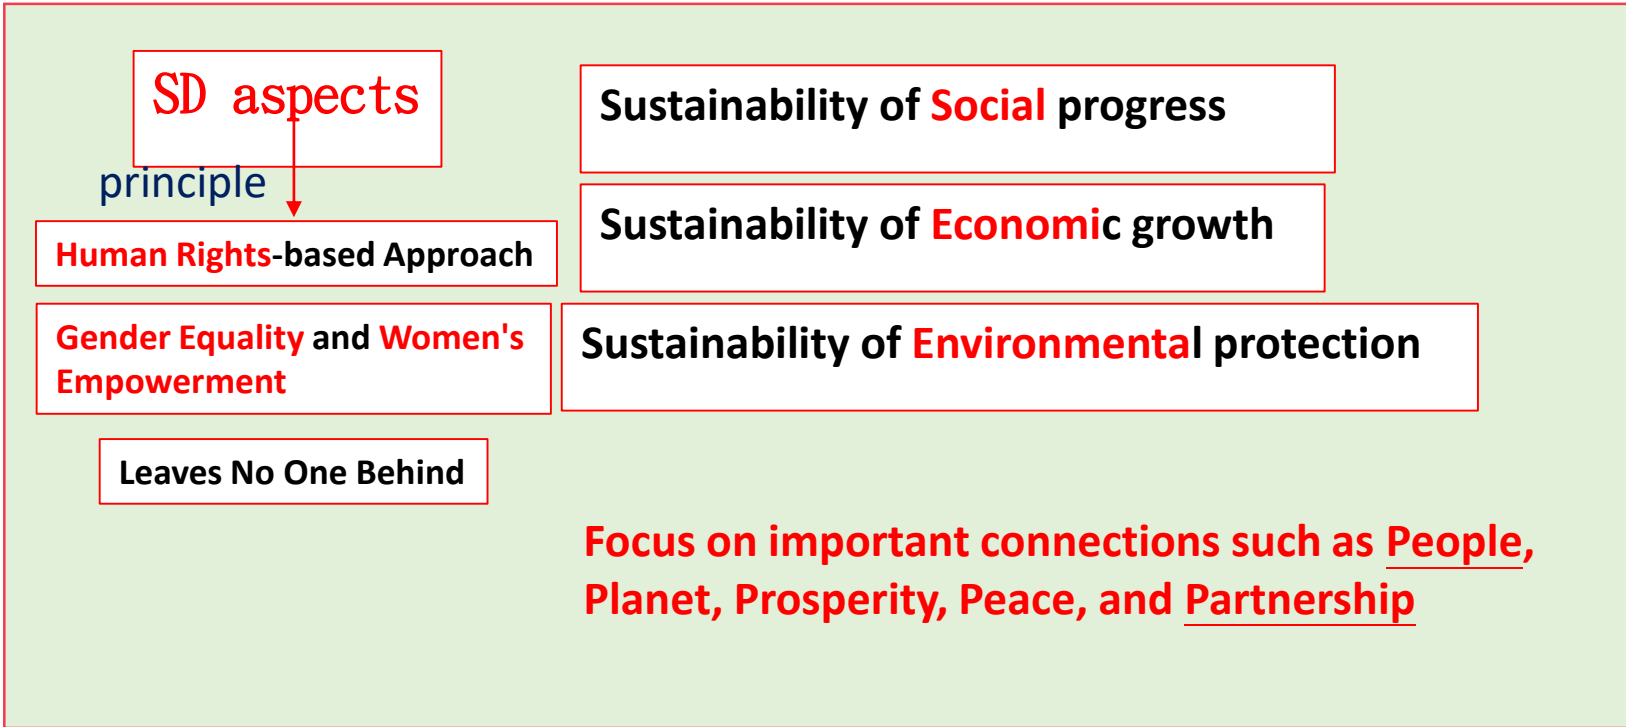 SD aspects
principle
Human Rights-based Approach
Gender Equality and Women's
Empowerment
Leaves No One Behind
Sustainability of Social progress
Sustainability of Economic growth
Sustainability of Environmental protection
Focus on important connections such as People,
Planet, Prosperity, Peace, and Partnership